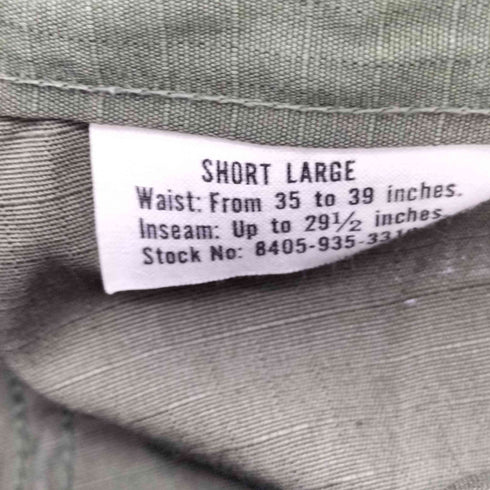 SHORT LARGE
Waist: From 35 to 39 inches.
Inseam: Up to 29½ inches
Stock No: 8405-935-331